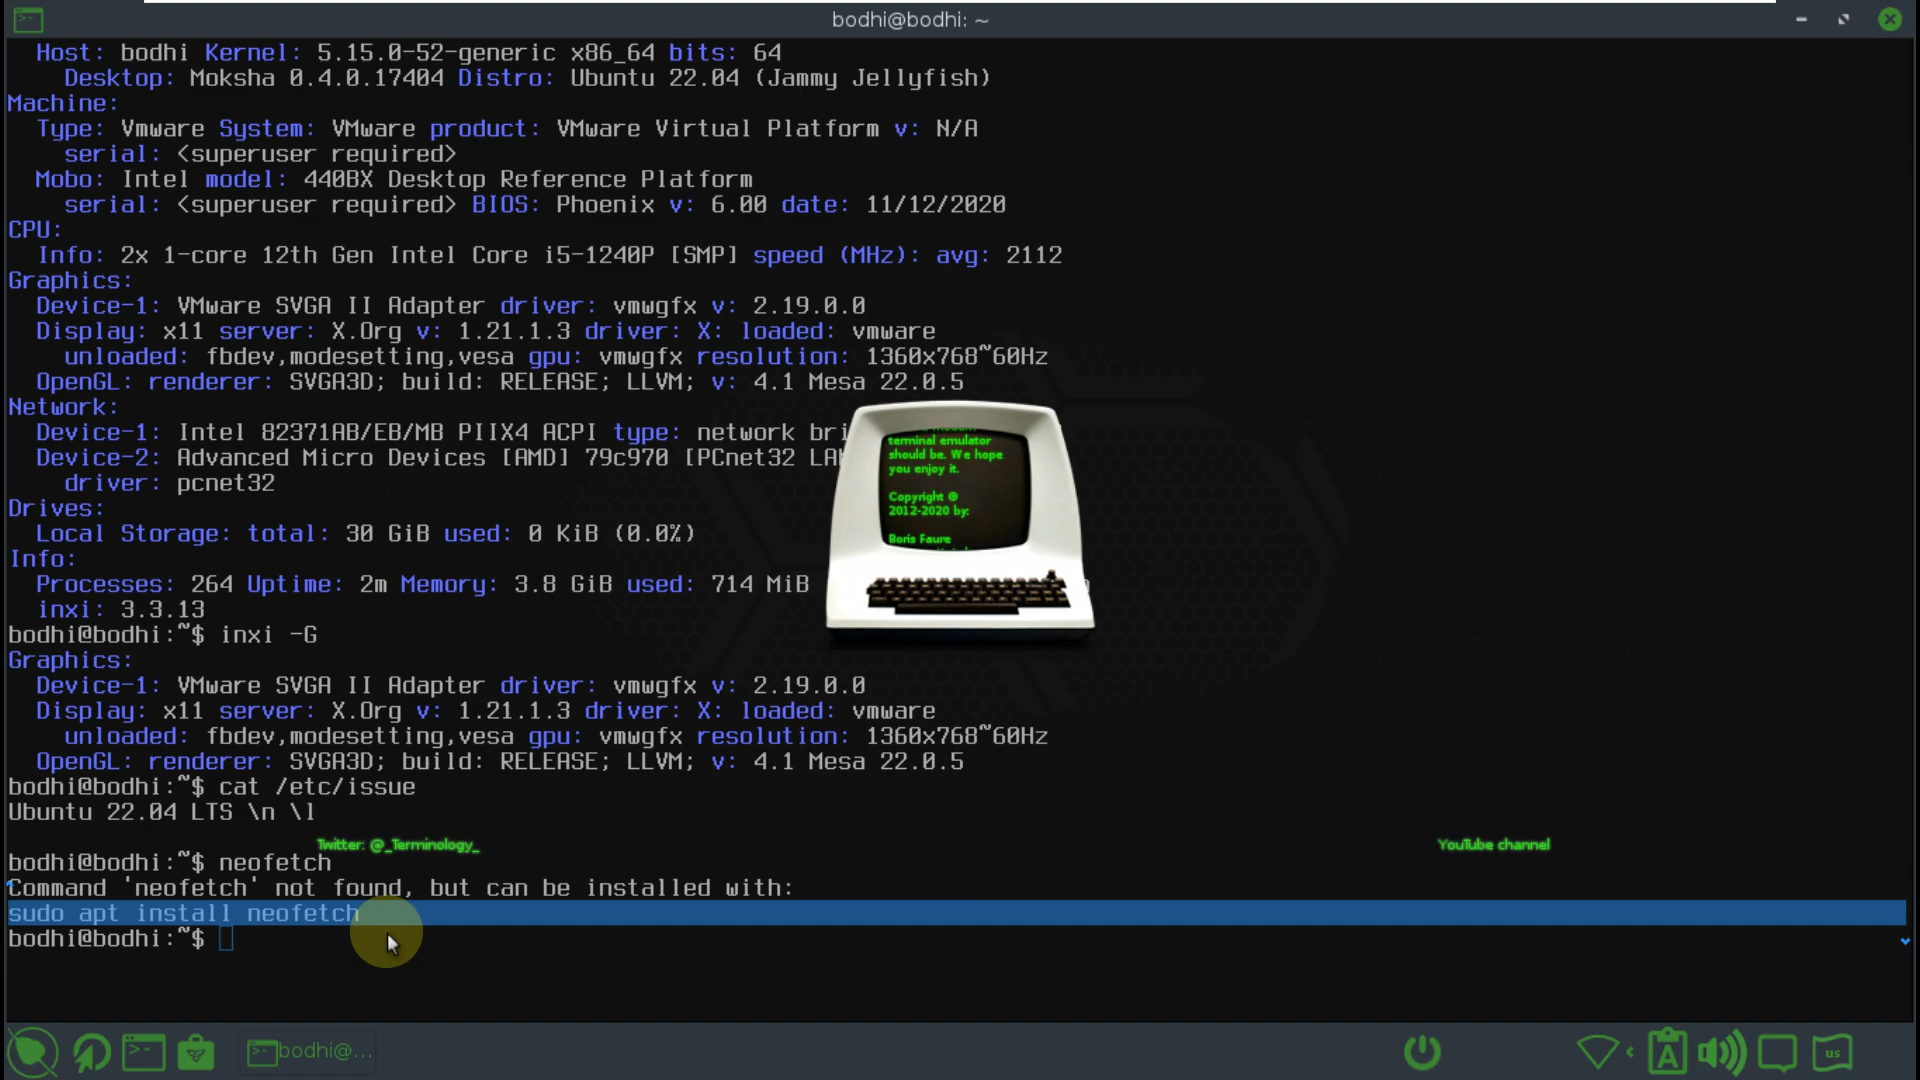 bodhi@bodhi: ~
Host: bodhi Kernel: 5.15.0-52-generic x86_64 bits: 64
Desktop: Moksha 0.4.0.17404 Distro: Ubuntu 22.04 (Jammy Jellyfish)
Machine:
Type: Vmware System: VMware product: VMware Virtual Platform v: N/A
serial: <superuser required>
Mobo: Intel model: 440BX Desktop Reference Platform
serial: <superuser required> BIOS: Phoenix v: 6.00 date: 11/12/2020
CPU:
Info: 2x 1-core 12th Gen Intel Core i5-1240P [SMP] speed (MHz): avg: 2112
Graphics:
Device-1: VMware SVGA II Adapter driver: vmwgfx v: 2.19.0.0
Display: x11 server: X.Org v: 1.21.1.3 driver: X: loaded: vmware
unloaded: fbdev,modesetting,vesa gpu: vmwgfx resolution: 1360x768~60Hz
OpenGL: renderer: SVGA3D; build: RELEASE; LLVM; v: 4.1 Mesa 22.0.5
Network:
Device-1: Intel 82371AB/EB/MB PIIX4 ACPI type: network bri
Device-2: Advanced Micro Devices [AMD] 79c970 [PCnet32 LA
driver: pcnet32
Drives:
Local Storage: total: 30 GiB used: 0 KiB (0.0%)
Info:
Processes: 264 Uptime: 2m Memory: 3.8 GiB used: 714 MiB
inxi: 3.3.13
terminal emulator
should be. We hope
you enjoy it.
Copyright ©
2012-2020 by:
Boris Faure
bodhi@bodhi:~$ inxi -G
Graphics:
Device-1: VMware SVGA II Adapter driver: vmwgfx v: 2.19.0.0
Display: x11 server: X.Org v: 1.21.1.3 driver: X: loaded: vmware
unloaded: fbdev,modesetting,vesa gpu: vmwgfx resolution: 1360x768~60Hz
OpenGL: renderer: SVGA3D; build: RELEASE; LLVM; v: 4.1 Mesa 22.0.5
bodhi@bodhi:~$ cat /etc/issue
Ubuntu 22.04 LTS \n \l
Twitter: @_Terminology_
YouTube channel
bodhi@bodhi:~$ neofetch
Command 'neofetch' not found, but can be installed with:
sudo apt install neofetch
bodhi@bodhi:~$
bodhi@...
A
us